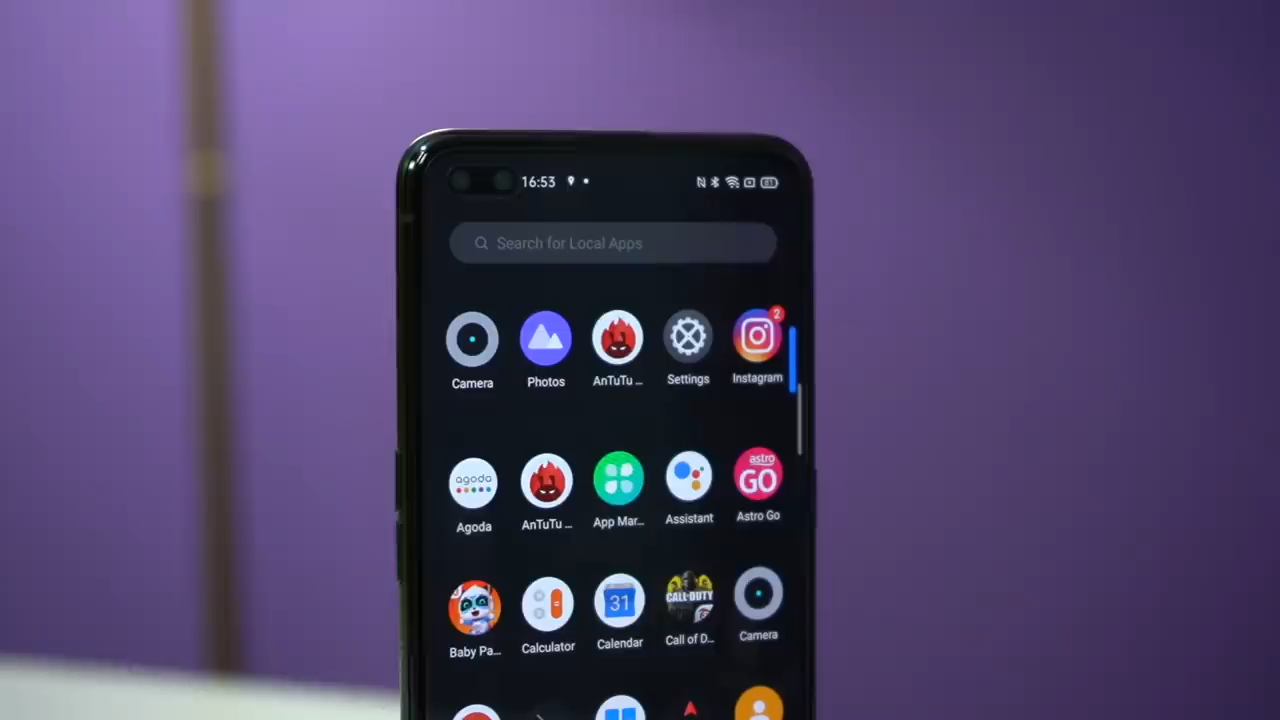 16:53
Search for Local Apps
2
Camera
Photos
AnTuTu ...
Settings
Instagram
agoda
astro
GO
Agoda
AnTuTu ...
App Mar...
Assistant
Astro Go
31
CALL·DUTY
Baby Pa...
Calculator
Calendar
Call of D...
Camera